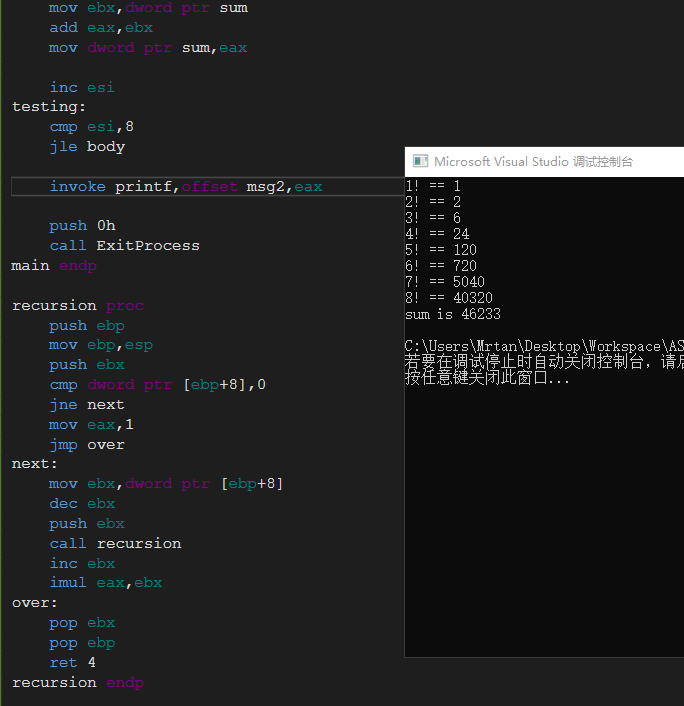 mov ebx,dword ptr sum
add eax,ebx
mov dword ptr sum,eax
inc esi
testing:
cmp esi,8
jle body
invoke printf,offset msg2,eax
push 0h
call ExitProcess
main endp
recursion proc
push ebp
mov ebp,esp
push ebx
cmp dword ptr [ebp+8],0
jne next
mov eax,1
jmp over
next:
mov ebx,dword ptr [ebp+8]
dec ebx
push ebx
call recursion
inc ebx
imul eax,ebx
over:
pop ebx
pop ebp
ret 4
recursion endp
Microsoft Visual Studio 调试控制台
1! == 1
2! == 2
3! == 6
4! == 24
5! == 120
6! == 720
7! == 5040
8! == 40320
sum is 46233
C:\Users\Mrtan\Desktop\Workspace\AS
若要在调试停止时自动关闭控制台，请
按任意键关闭此窗口...